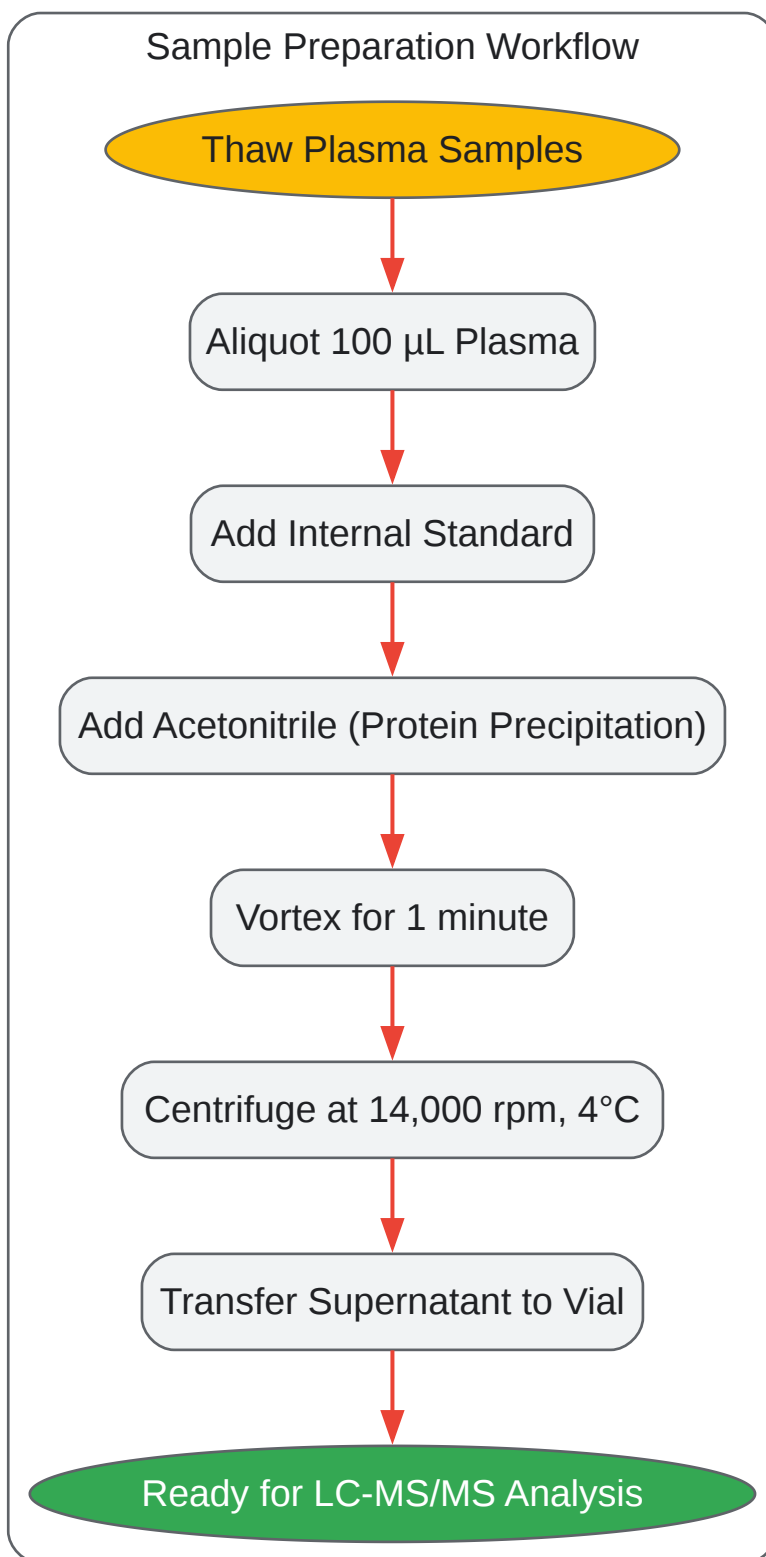 Sample Preparation Workflow
Thaw Plasma Samples
Aliquot 100 µL Plasma
Add Internal Standard
Add Acetonitrile (Protein Precipitation)
Vortex for 1 minute
Centrifuge at 14,000 rpm, 4°C
Transfer Supernatant to Vial
Ready for LC-MS/MS Analysis